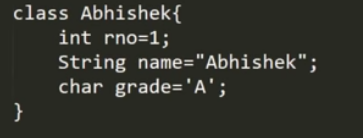 class Abhishek{
    int rno=1;
    String name="Abhishek";
    char grade='A';
}